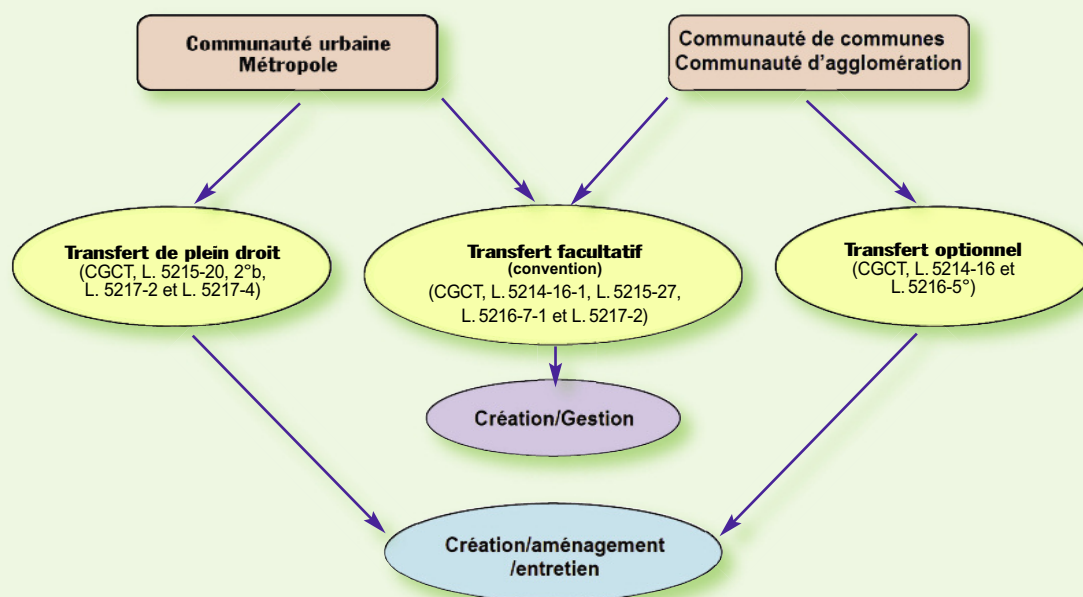 Communauté urbaine
Métropole
Communauté de communes
Communauté d'agglomération
Transfert de plein droit
(CGCT, L. 5215-20, 2°b,
L. 5217-2 et L. 5217-4)
Transfert facultatif
(convention)
(CGCT, L. 5214-16-1, L. 5215-27,
L. 5216-7-1 et L. 5217-2)
Transfert optionnel
(CGCT, L. 5214-16 et
L. 5216-5°)
Création/Gestion
Création/aménagement
/entretien